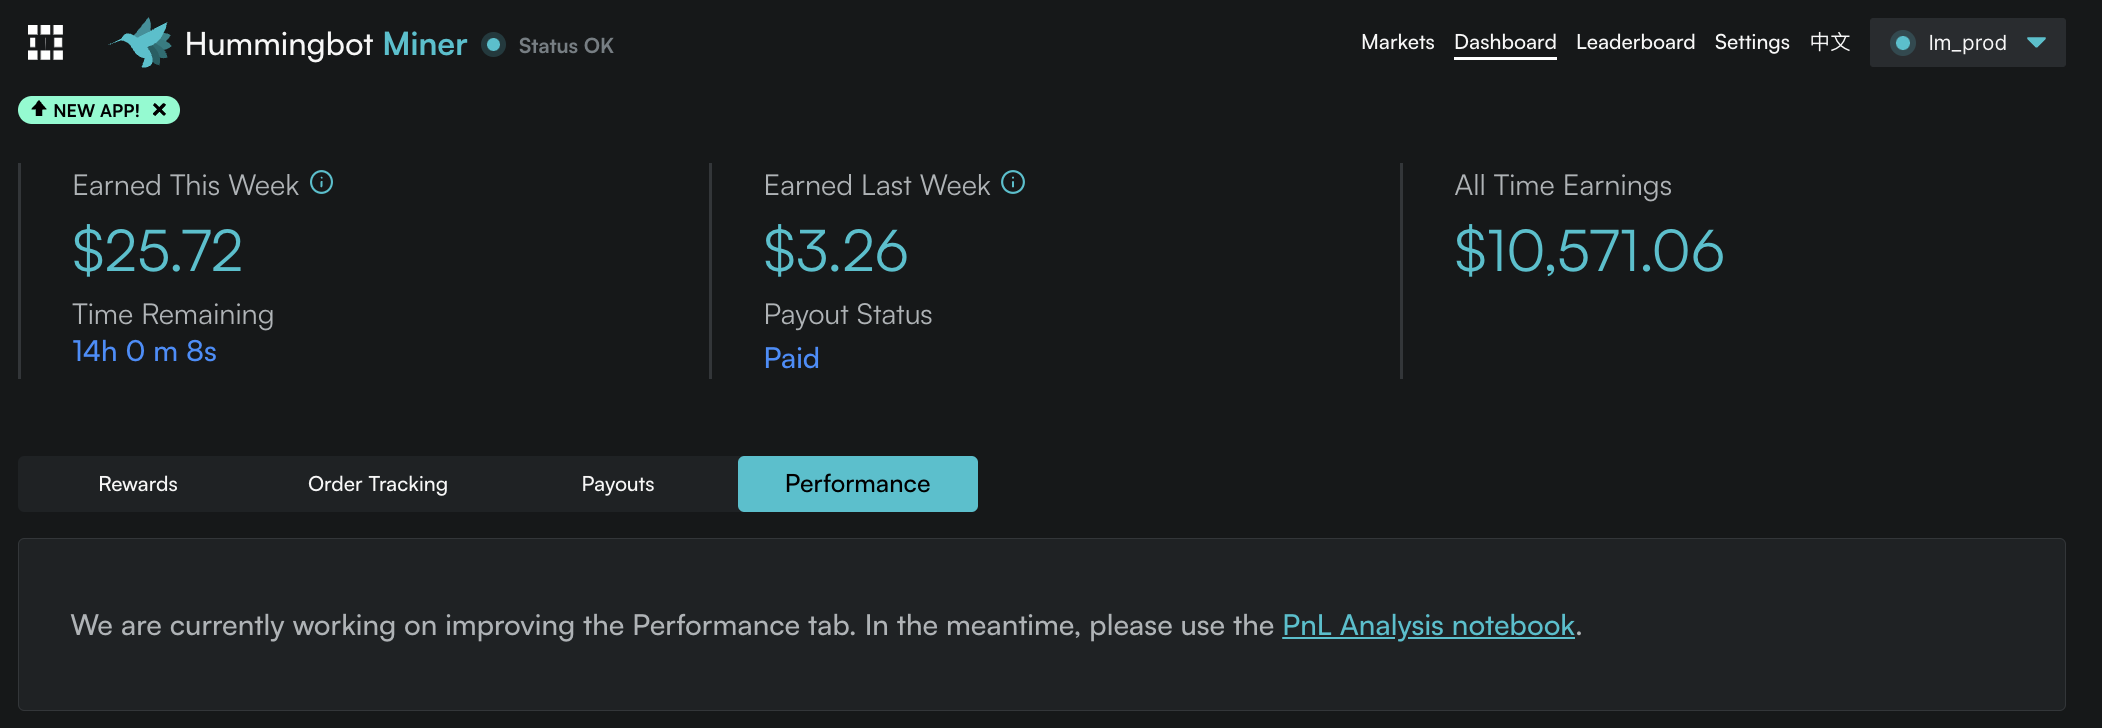 Hummingbot Miner Status OK
Markets Dashboard Leaderboard Settings 中文 lm_prod
NEW APP!
Earned This Week
$25.72
Time Remaining
14h 0 m 8s
Earned Last Week
$3.26
Payout Status
Paid
All Time Earnings
$10,571.06
Rewards Order Tracking Payouts Performance
We are currently working on improving the Performance tab. In the meantime, please use the PnL Analysis notebook.